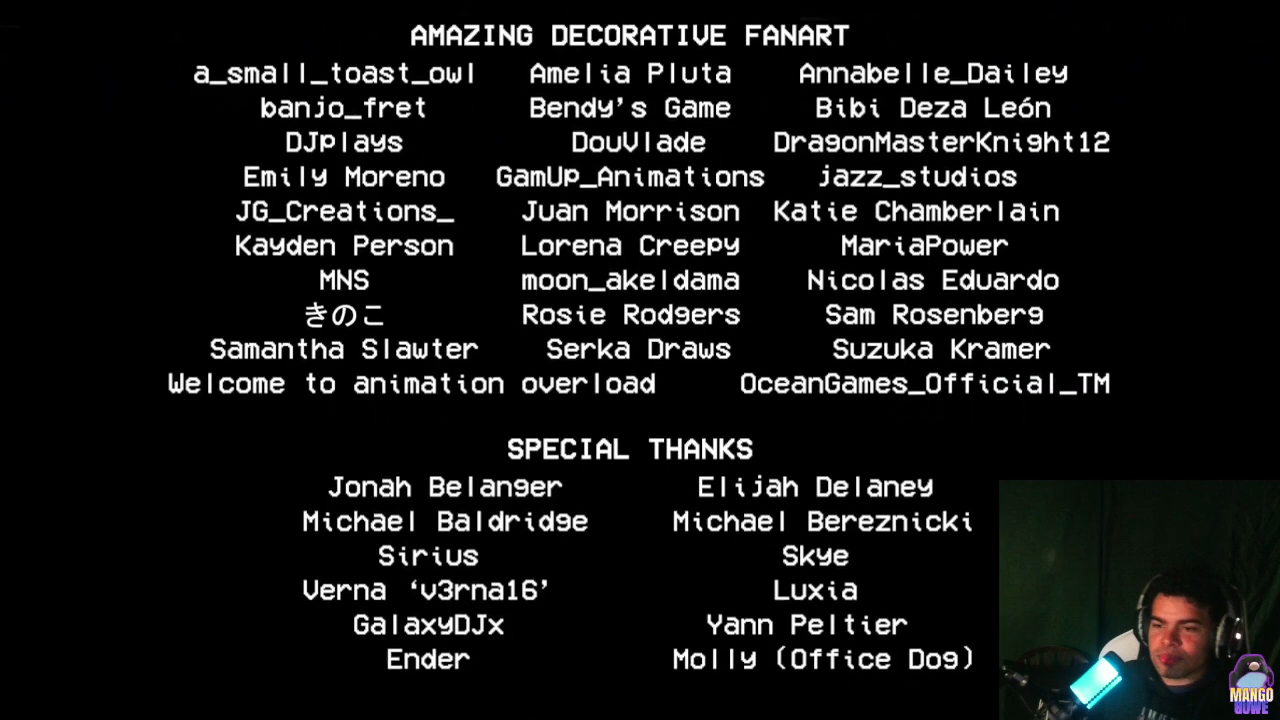 AMAZING DECORATIVE FANART
a_small_toast_owl Amelia Pluta Annabelle_Dailey
banjo_fret Bendy's Game Bibi Deza León
DJplays DouVlade DragonMasterKnight12
Emily Moreno GamUp_Animations jazz_studios
JG_Creations_ Juan Morrison Katie Chamberlain
Kayden Person Lorena Creepy MariaPower
MNS moon_akeldama Nicolas Eduardo
きのこ Rosie Rodgers Sam Rosenberg
Samantha Slawter Serka Draws Suzuka Kramer
Welcome to animation overload OceanGames_Official_TM
SPECIAL THANKS
Jonah Belanger Elijah Delaney
Michael Baldridge Michael Bereznicki
Sirius Skye
Verna ‘v3rna16’ Luxia
GalaxyDJx Yann Peltier
Ender Molly (Office Dog)
MANGO